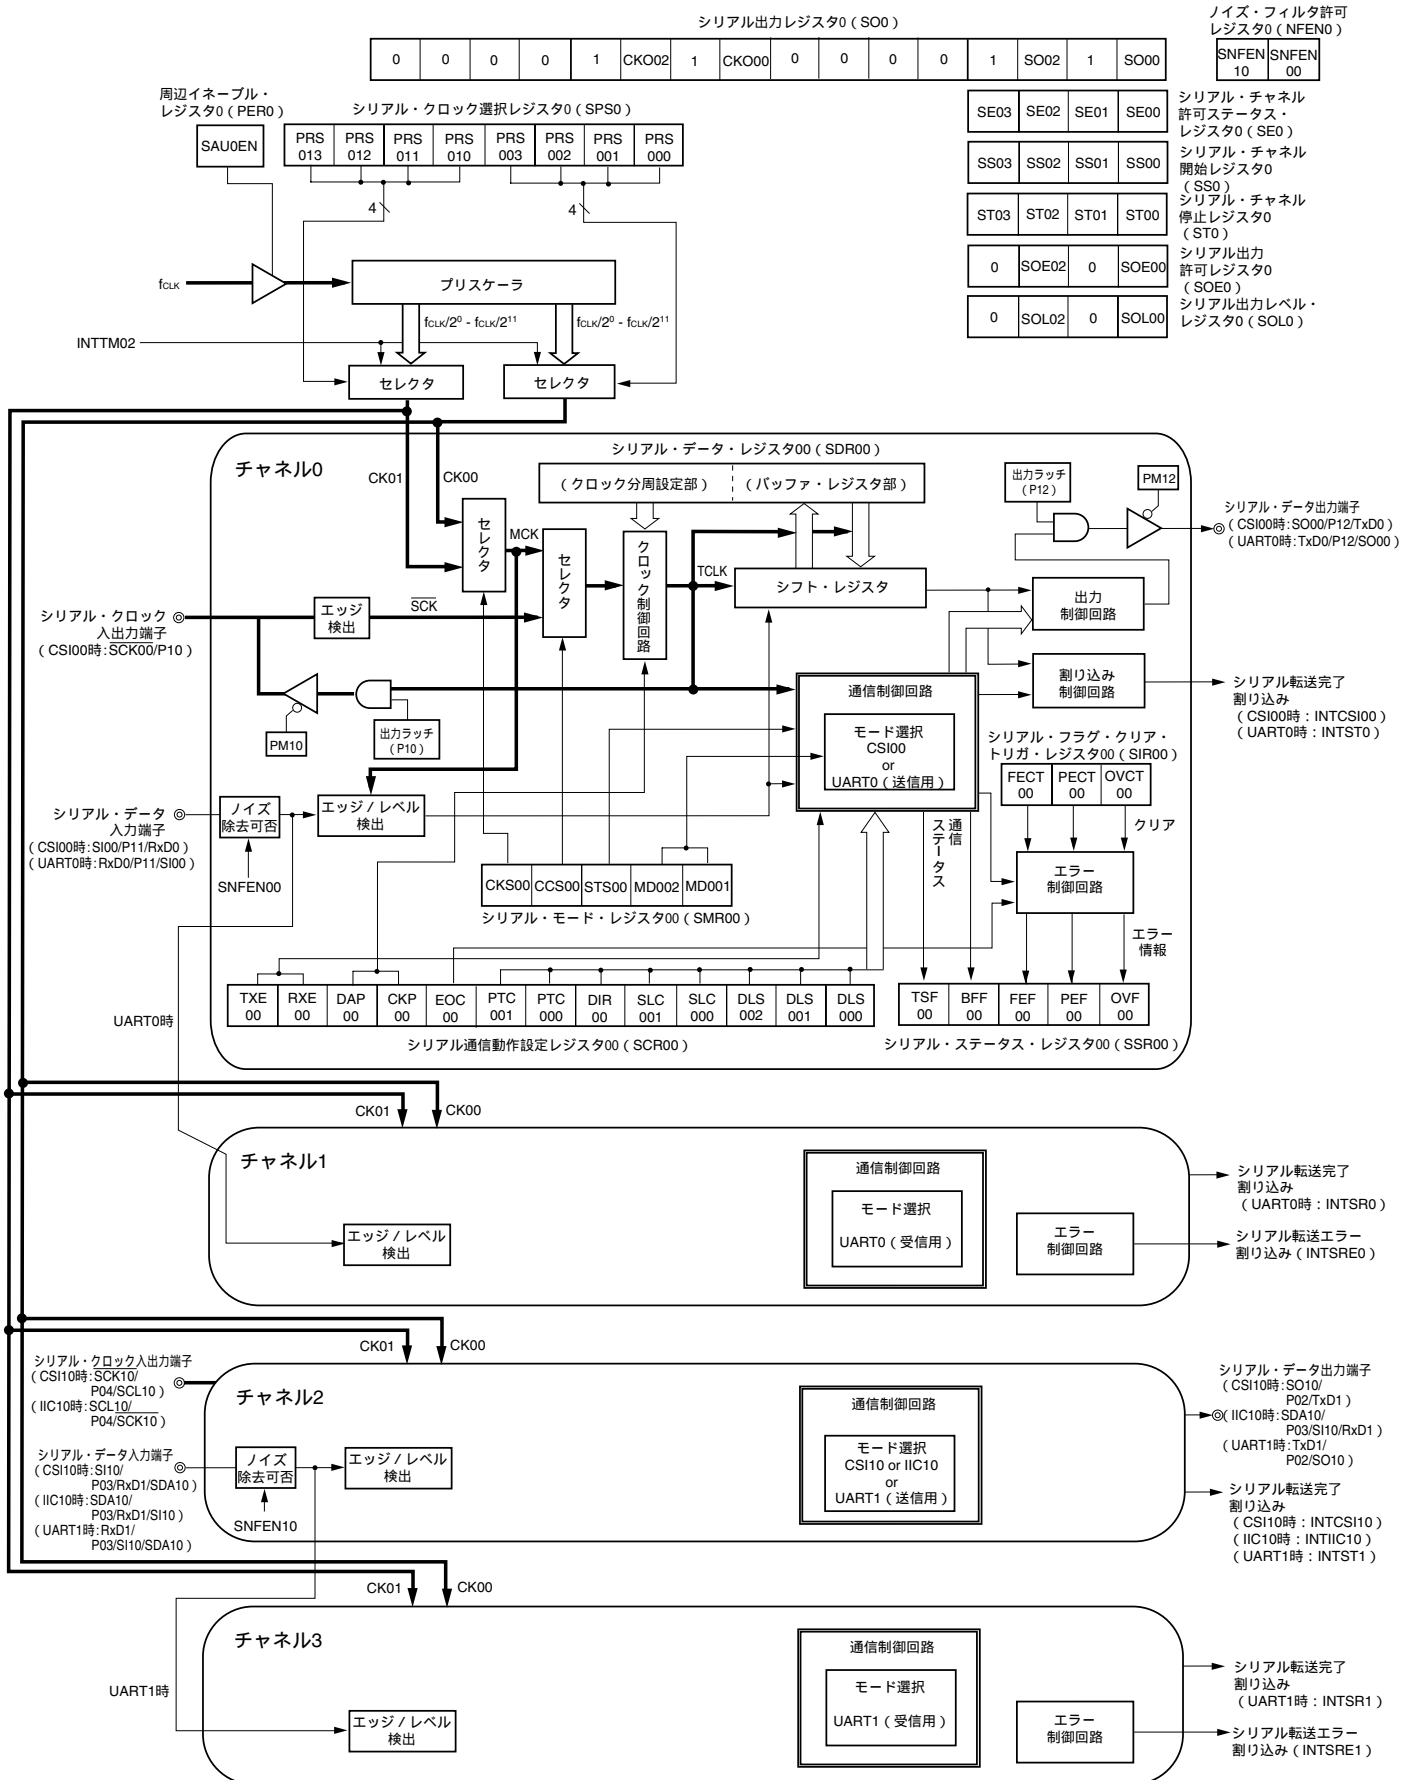 シリアル出力レジスタ0（SO0）
0 0 0 0 1 CKO02 1 CKO00 0 0 0 0 1 SO02 1 SO00
ノイズ・フィルタ許可
レジスタ0（NFEN0）
SNFEN
10
SNFEN
00
周辺イネーブル・
レジスタ0（PER0）
SAU0EN
シリアル・クロック選択レジスタ0（SPS0）
PRS
013
PRS
012
PRS
011
PRS
010
PRS
003
PRS
002
PRS
001
PRS
000
4
4
SE03 SE02 SE01 SE00
シリアル・チャネル
許可ステータス・
レジスタ0（SE0）
SS03 SS02 SS01 SS00
シリアル・チャネル
開始レジスタ0
（SS0）
ST03 ST02 ST01 ST00
シリアル・チャネル
停止レジスタ0
（ST0）
0 SOE02 0 SOE00
シリアル出力
許可レジスタ0
（SOE0）
0 SOL02 0 SOL00
シリアル出力レベル・
レジスタ0（SOL0）
fCLK
プリスケーラ
fCLK/2⁰ - fCLK/2¹¹
fCLK/2⁰ - fCLK/2¹¹
INTTM02
セレクタ
セレクタ
チャネル0
CK01
CK00
シリアル・データ・レジスタ00（SDR00）
（クロック分周設定部）
（バッファ・レジスタ部）
セレクタ
MCK
セレクタ
クロック制御回路
TCLK
シフト・レジスタ
出力ラッチ
（P12）
PM12
シリアル・データ出力端子
（CSI00時：SO00/P12/TxD0）
（UART0時：TxD0/P12/SO00）
出力
制御回路
シリアル・クロック
入出力端子
（CSI00時：S̅C̅K̅0̅0̅/P10）
エッジ
検出
S̅C̅K̅
PM10
出力ラッチ
（P10）
通信制御回路
モード選択
CSI00
or
UART0（送信用）
割り込み
制御回路
シリアル転送完了
割り込み
（CSI00時：INTCSI00）
（UART0時：INTST0）
シリアル・フラグ・クリア・
トリガ・レジスタ00（SIR00）
FECT
00
PECT
00
OVCT
00
クリア
シリアル・データ
入力端子
（CSI00時：SI00/P11/RxD0）
（UART0時：RxD0/P11/SI00）
ノイズ
除去可否
SNFEN00
エッジ/レベル
検出
CKS00 CCS00 STS00 MD002 MD001
シリアル・モード・レジスタ00（SMR00）
通信
ステータス
エラー
制御回路
エラー
情報
TXE
00
RXE
00
DAP
00
CKP
00
EOC
00
PTC
001
PTC
000
DIR
00
SLC
001
SLC
000
DLS
002
DLS
001
DLS
000
シリアル通信動作設定レジスタ00（SCR00）
TSF
00
BFF
00
FEF
00
PEF
00
OVF
00
シリアル・ステータス・レジスタ00（SSR00）
UART0時
CK01
CK00
チャネル1
エッジ/レベル
検出
通信制御回路
モード選択
UART0（受信用）
エラー
制御回路
シリアル転送完了
割り込み
（UART0時：INTSR0）
シリアル転送エラー
割り込み（INTSRE0）
CK01
CK00
シリアル・クロック入出力端子
（CSI10時：S̅C̅K̅1̅0̅/
P04/SCL10）
（IIC10時：SCL10/
P04/S̅C̅K̅1̅0̅）
チャネル2
シリアル・データ入力端子
（CSI10時：SI10/
P03/RxD1/SDA10）
（IIC10時：SDA10/
P03/RxD1/SI10）
（UART1時：RxD1/
P03/SI10/SDA10）
ノイズ
除去可否
SNFEN10
エッジ/レベル
検出
通信制御回路
モード選択
CSI10 or IIC10
or
UART1（送信用）
シリアル・データ出力端子
（CSI10時：SO10/
P02/TxD1）
（IIC10時：SDA10/
P03/SI10/RxD1）
（UART1時：TxD1/
P02/SO10）
シリアル転送完了
割り込み
（CSI10時：INTCSI10）
（IIC10時：INTIIC10）
（UART1時：INTST1）
CK01
CK00
UART1時
チャネル3
エッジ/レベル
検出
通信制御回路
モード選択
UART1（受信用）
エラー
制御回路
シリアル転送完了
割り込み
（UART1時：INTSR1）
シリアル転送エラー
割り込み（INTSRE1）